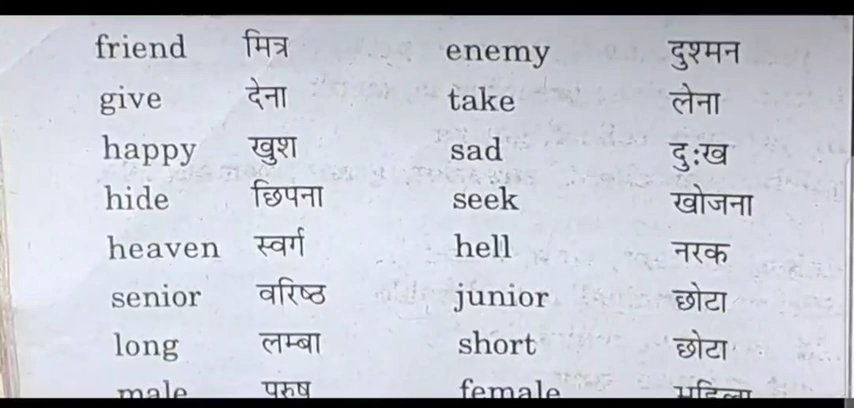 friend मित्र enemy दुश्मन
give देना take लेना
happy खुश sad दुःख
hide छिपना seek खोजना
heaven स्वर्ग hell नरक
senior वरिष्ठ junior छोटा
long लम्बा short छोटा
male पुरुष female महिला